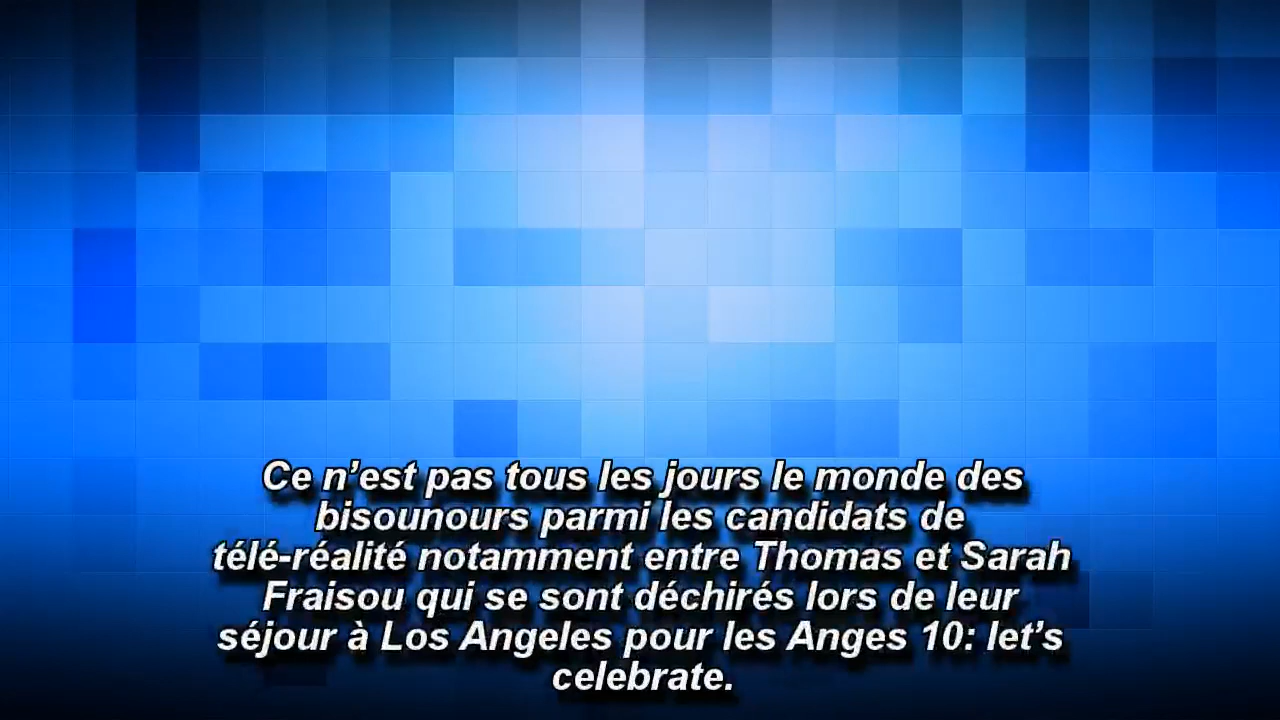 Ce n’est pas tous les jours le monde des
bisounours parmi les candidats de
télé-réalité notamment entre Thomas et Sarah
Fraisou qui se sont déchirés lors de leur
séjour à Los Angeles pour les Anges 10: let’s
celebrate.